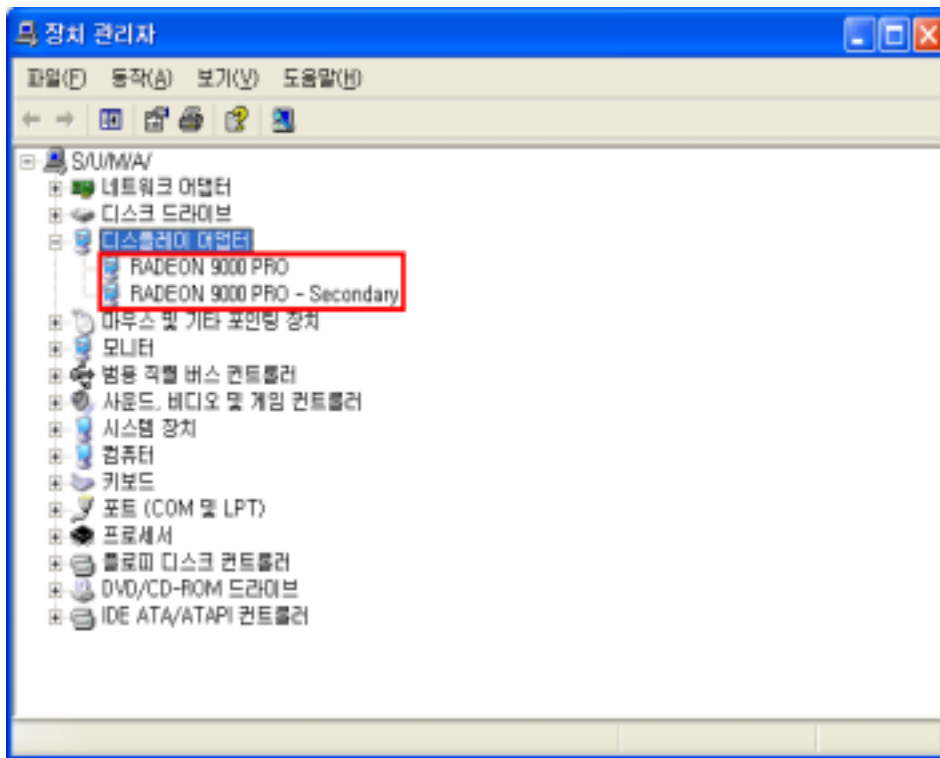 장치 관리자
파일(F) 동작(A) 보기(V) 도움말(H)
S/U/M/A/
네트워크 어댑터
디스크 드라이브
디스플레이 어댑터
RADEON 9000 PRO
RADEON 9000 PRO - Secondary
마우스 및 기타 포인팅 장치
모니터
범용 직렬 버스 컨트롤러
사운드, 비디오 및 게임 컨트롤러
시스템 장치
컴퓨터
키보드
포트 (COM 및 LPT)
프로세서
플로피 디스크 컨트롤러
DVD/CD-ROM 드라이브
IDE ATA/ATAPI 컨트롤러